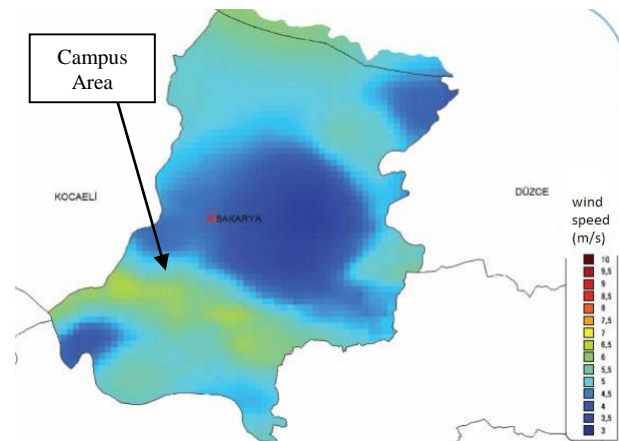 Campus
Area
KOCAELİ
SAKARYA
DÜZCE
wind
speed
(m/s)
10
9,5
9
8,5
8
7,5
7
6,5
6
5,5
5
4,5
4
3,5
3